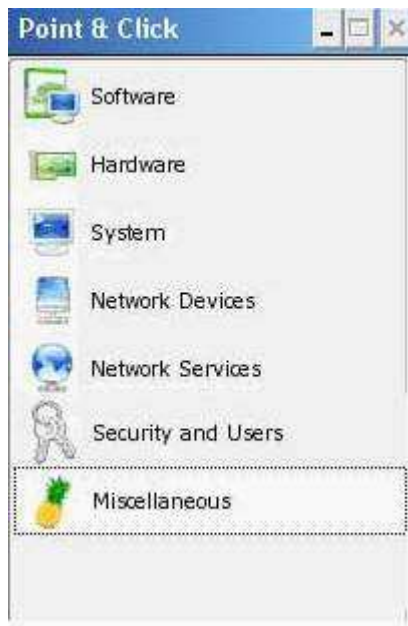 Point & Click
Software
Hardware
System
Network Devices
Network Services
Security and Users
Miscellaneous